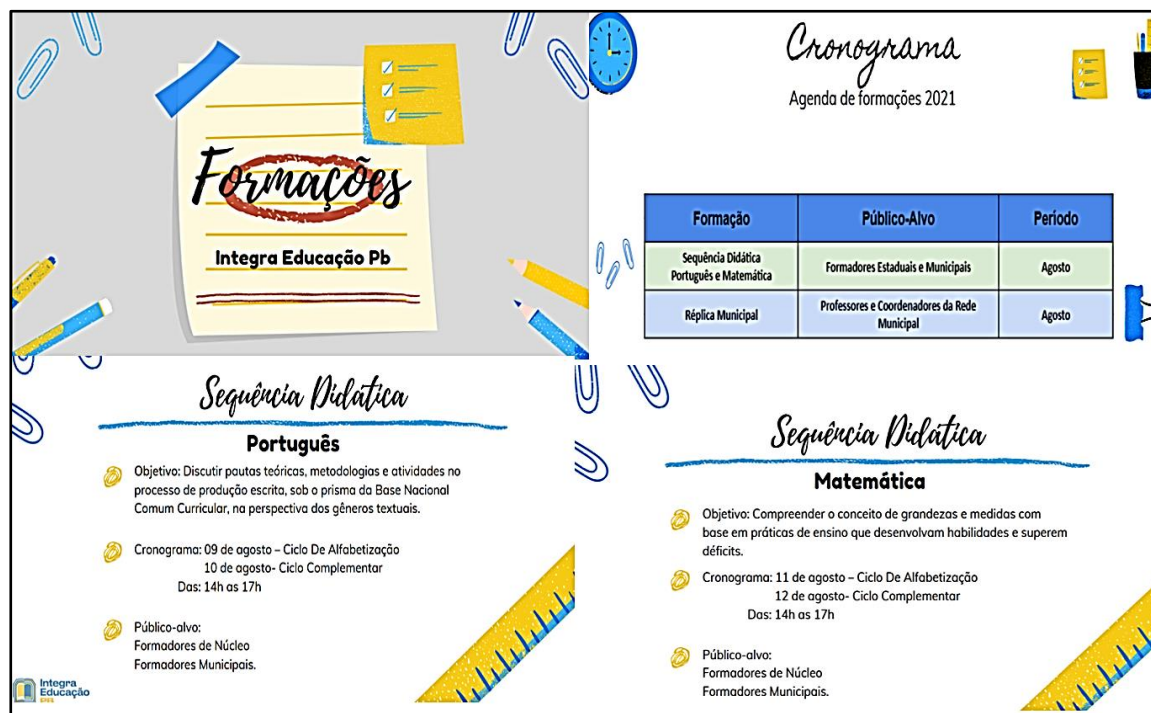 Formações
Integra Educação Pb
Cronograma
Agenda de formações 2021
Formação
Público-Alvo
Período
Sequência Didática
Português e Matemática
Formadores Estaduais e Municipais
Agosto
Réplica Municipal
Professores e Coordenadores da Rede
Municipal
Agosto
Sequência Didática
Português
Objetivo: Discutir pautas teóricas, metodologias e atividades no
processo de produção escrita, sob o prisma da Base Nacional
Comum Curricular, na perspectiva dos gêneros textuais.
Cronograma: 09 de agosto – Ciclo De Alfabetização
10 de agosto- Ciclo Complementar
Das: 14h as 17h
Público-alvo:
Formadores de Núcleo
Formadores Municipais.
Integra
Educação
Sequência Didática
Matemática
Objetivo: Compreender o conceito de grandezas e medidas com
base em práticas de ensino que desenvolvam habilidades e superem
déficits.
Cronograma: 11 de agosto – Ciclo De Alfabetização
12 de agosto- Ciclo Complementar
Das: 14h as 17h
Público-alvo:
Formadores de Núcleo
Formadores Municipais.